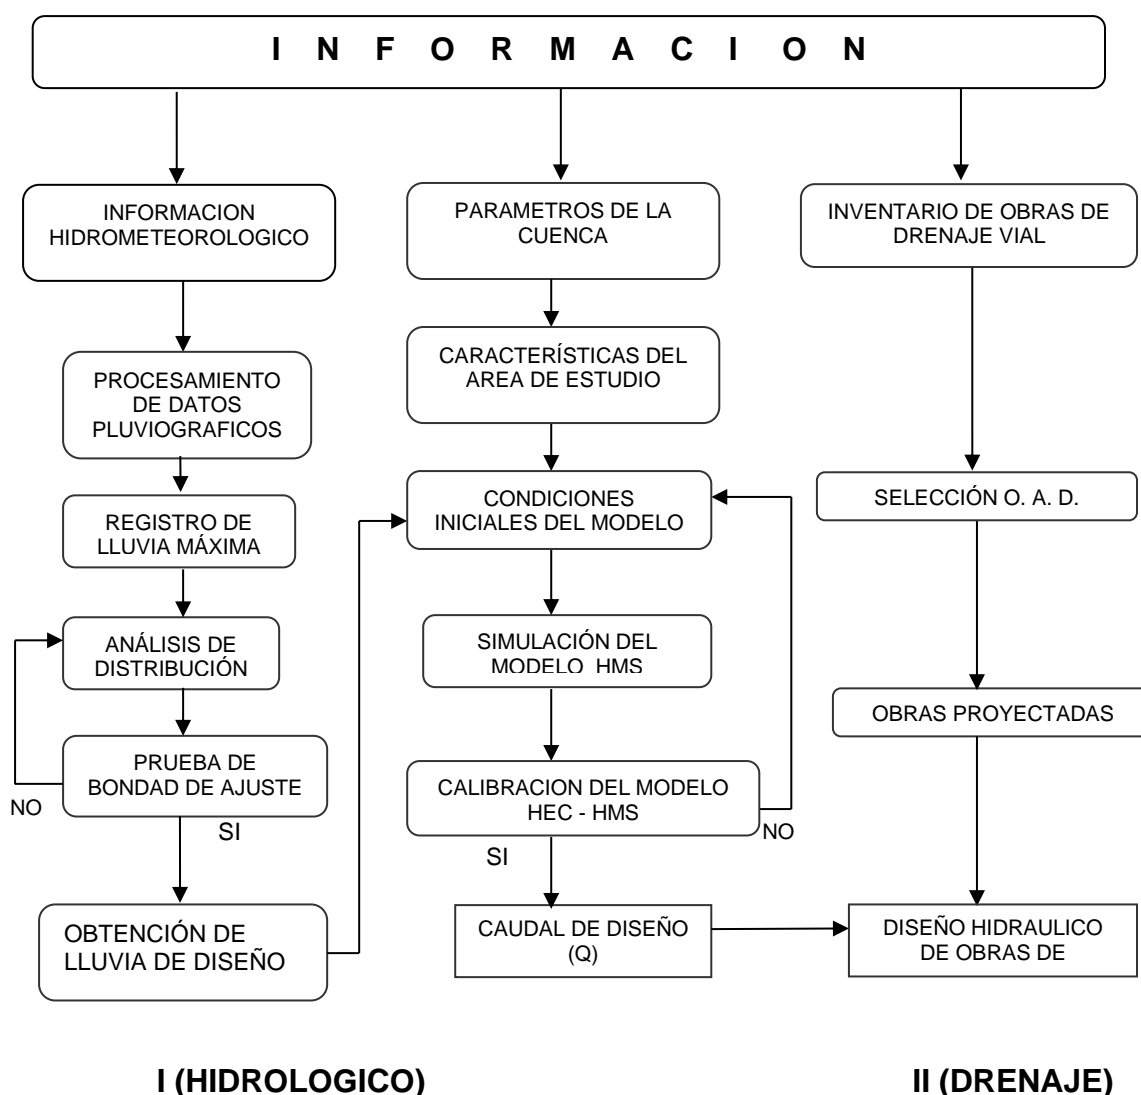 I N F O R M A C I O N
INFORMACION
HIDROMETEOROLOGICO
PROCESAMIENTO
DE DATOS
PLUVIOGRAFICOS
REGISTRO DE
LLUVIA MÁXIMA
ANÁLISIS DE
DISTRIBUCIÓN
PRUEBA DE
BONDAD DE AJUSTE
NO
SI
OBTENCIÓN DE
LLUVIA DE DISEÑO
PARAMETROS DE LA
CUENCA
CARACTERÍSTICAS DEL
AREA DE ESTUDIO
CONDICIONES
INICIALES DEL MODELO
SIMULACIÓN DEL
MODELO HMS
CALIBRACION DEL MODELO
HEC - HMS
NO
SI
CAUDAL DE DISEÑO
(Q)
INVENTARIO DE OBRAS DE
DRENAJE VIAL
SELECCIÓN O. A. D.
OBRAS PROYECTADAS
DISEÑO HIDRAULICO
DE OBRAS DE
I (HIDROLOGICO)
II (DRENAJE)